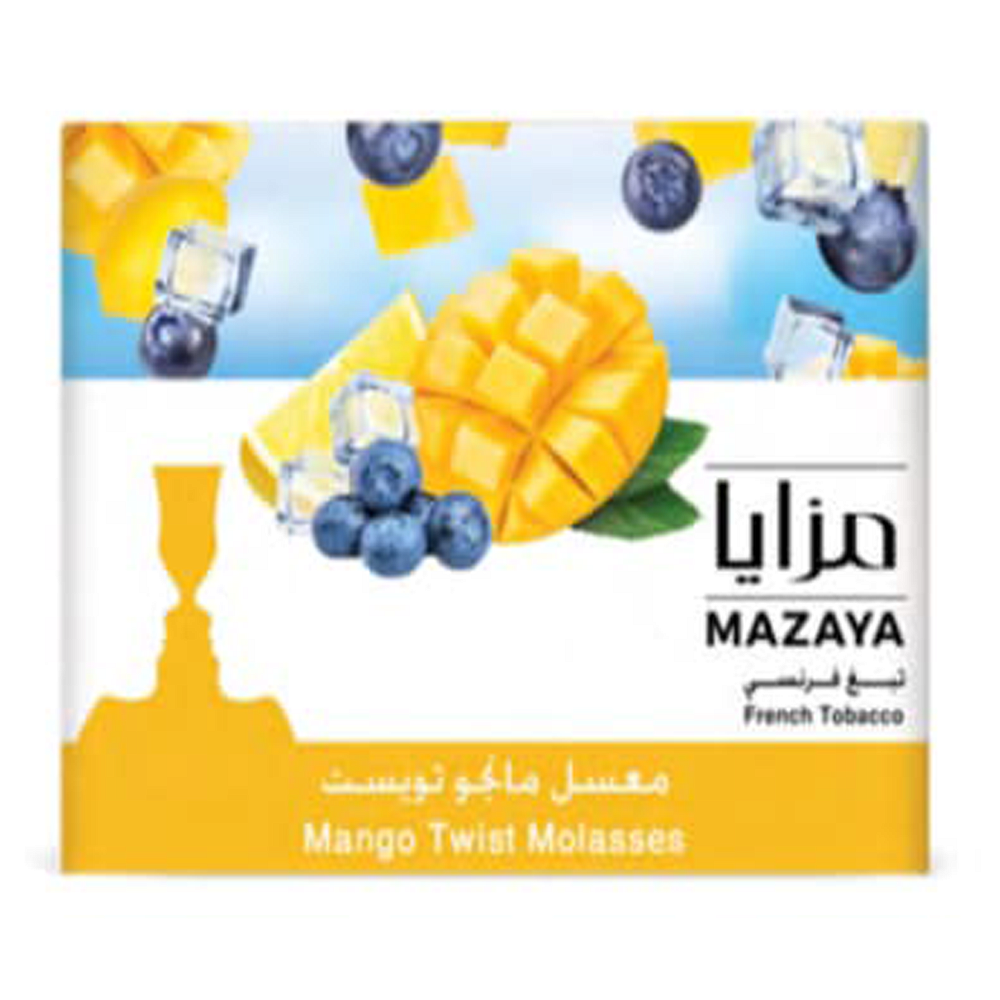 مزايا
MAZAYA
تبغ فرنسي
French Tobacco
معسل مانجو تويست
Mango Twist Molasses